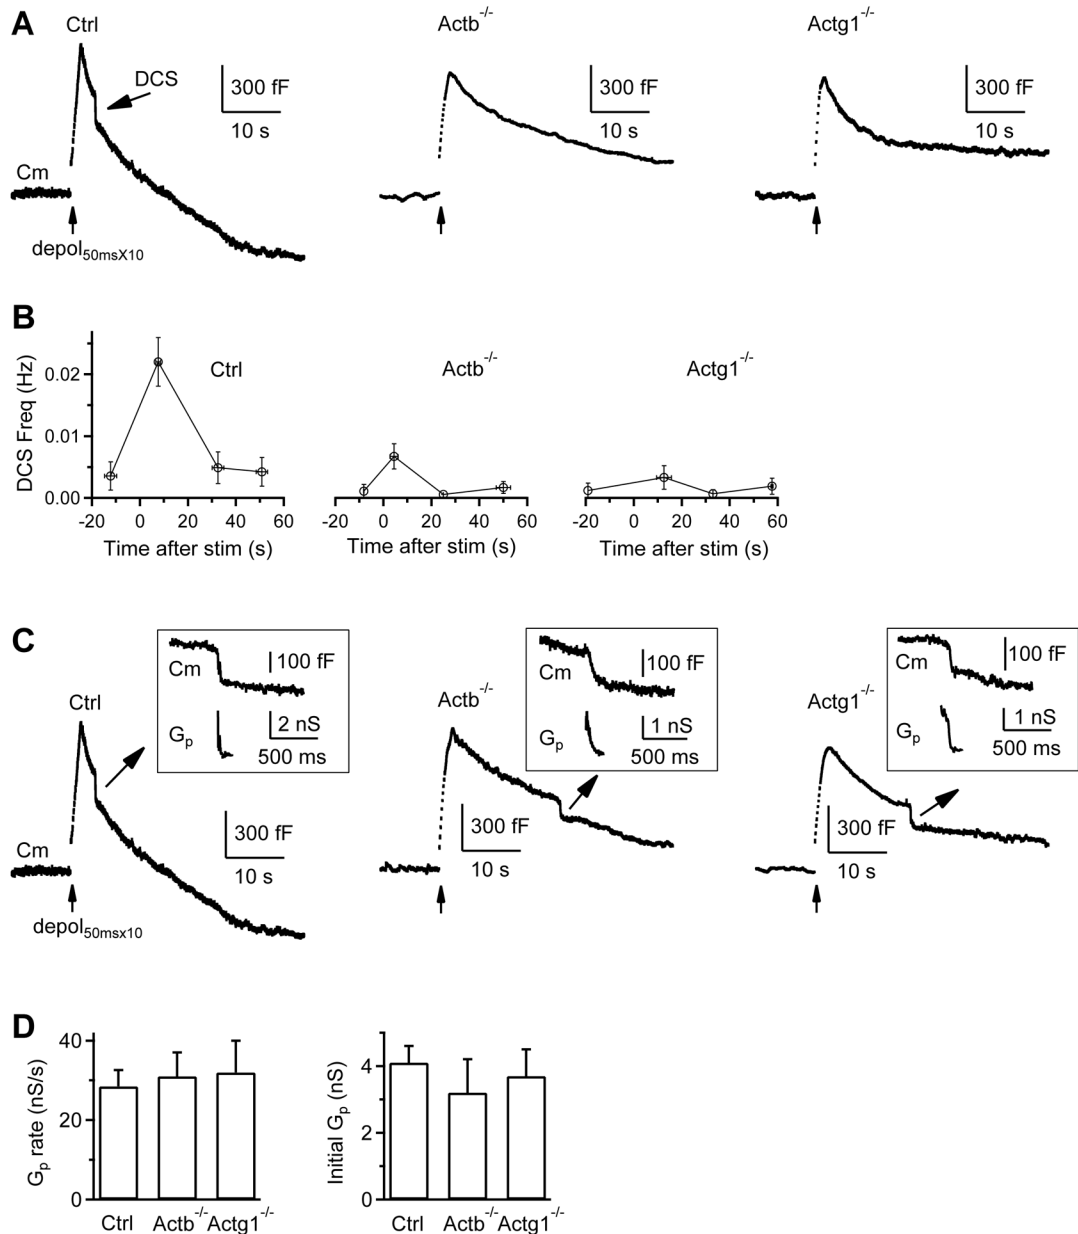 A
Ctrl
Actb-/-
Actg1-/-
DCS
300 fF
10 s
300 fF
10 s
300 fF
10 s
Cm
depol50msX10
B
DCS Freq (Hz)
0.02
0.01
0.00
Ctrl
Actb-/-
Actg1-/-
-20 0 20 40 60
-20 0 20 40 60
-20 0 20 40 60
Time after stim (s)
Time after stim (s)
Time after stim (s)
C
Ctrl
Cm
100 fF
Gp
2 nS
500 ms
300 fF
10 s
Cm
depol50msx10
Actb-/-
Cm
100 fF
Gp
1 nS
500 ms
300 fF
10 s
Actg1-/-
Cm
100 fF
Gp
1 nS
500 ms
300 fF
10 s
D
Gp rate (nS/s)
40
20
0
Ctrl Actb-/- Actg1-/-
Initial Gp (nS)
4
2
0
Ctrl Actb-/- Actg1-/-